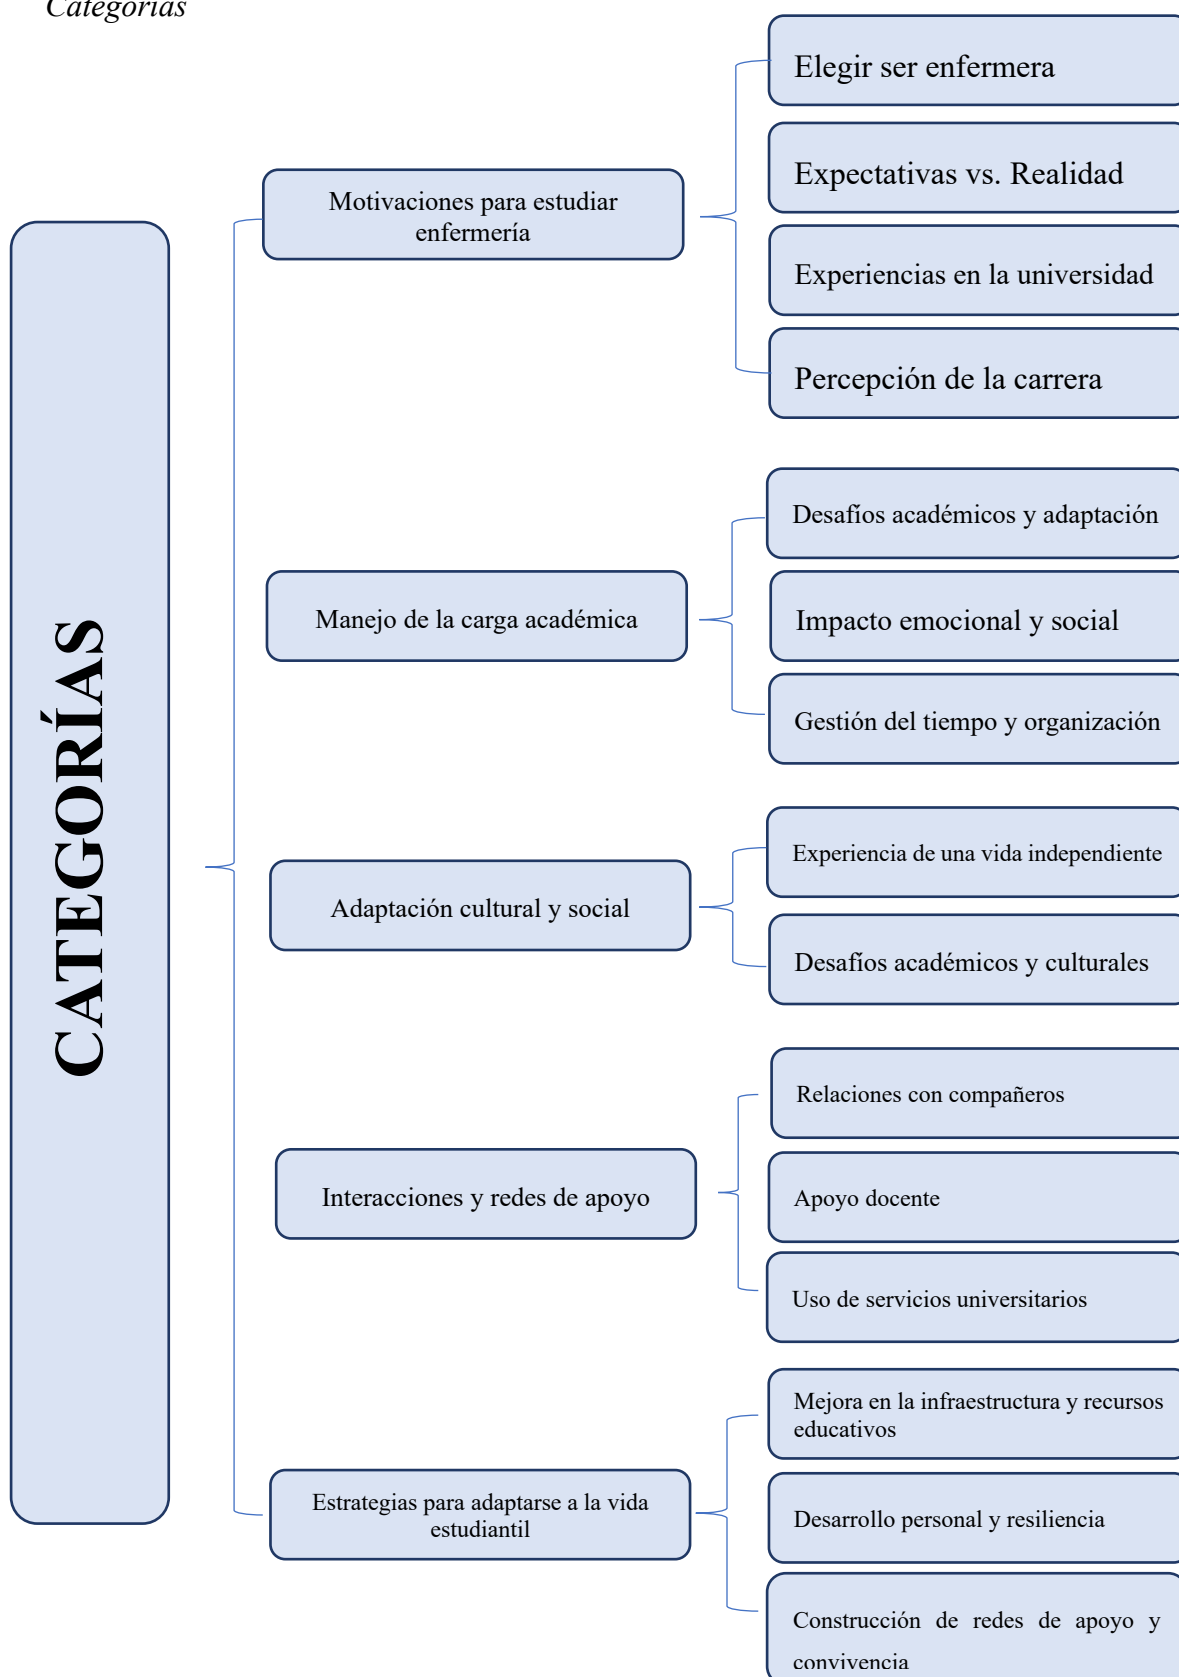 Categorías
CATEGORÍAS
Motivaciones para estudiar
enfermería
Elegir ser enfermera
Expectativas vs. Realidad
Experiencias en la universidad
Percepción de la carrera
Manejo de la carga académica
Desafíos académicos y adaptación
Impacto emocional y social
Gestión del tiempo y organización
Adaptación cultural y social
Experiencia de una vida independiente
Desafíos académicos y culturales
Interacciones y redes de apoyo
Relaciones con compañeros
Apoyo docente
Uso de servicios universitarios
Estrategias para adaptarse a la vida
estudiantil
Mejora en la infraestructura y recursos
educativos
Desarrollo personal y resiliencia
Construcción de redes de apoyo y
convivencia